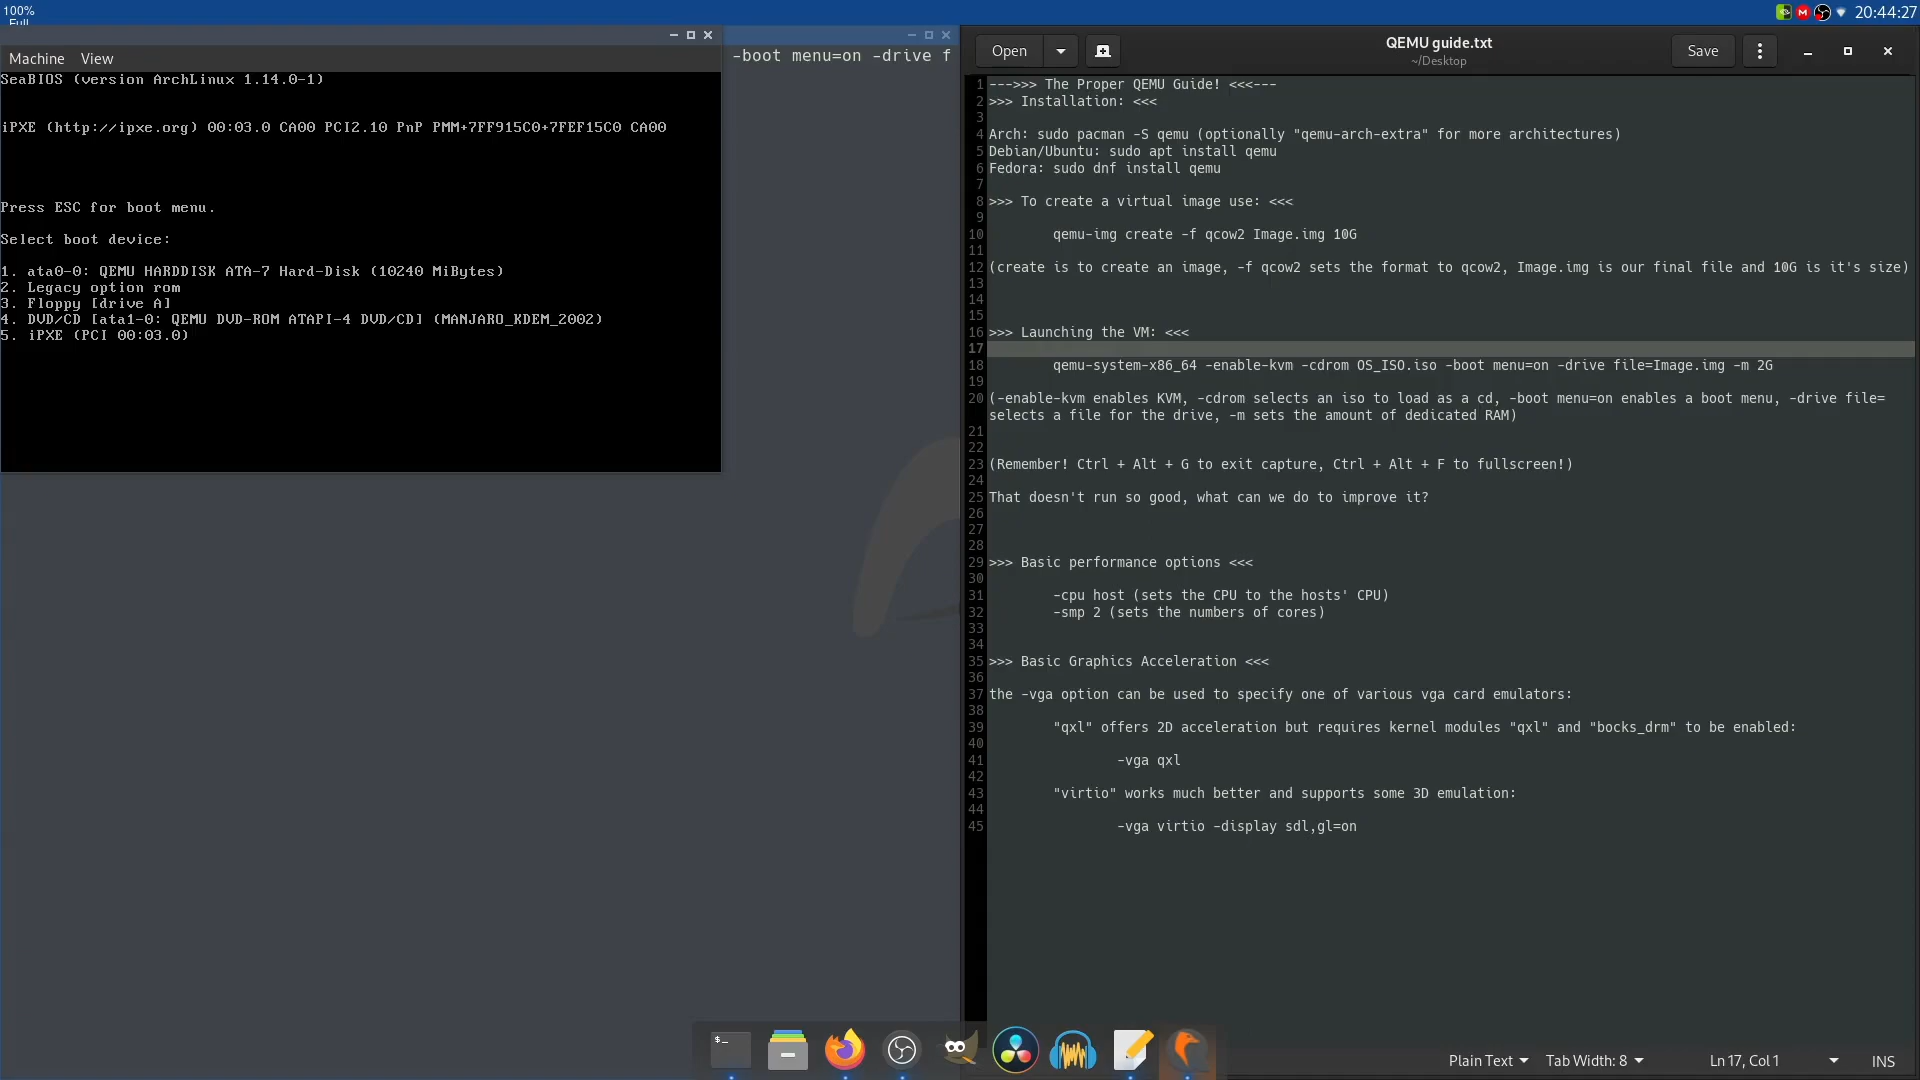 100%
Full
20:44:27
Machine View
SeaBIOS (version ArchLinux 1.14.0-1)
iPXE (http://ipxe.org) 00:03.0 CA00 PCI2.10 PnP PMM+7FF915C0+7FEF15C0 CA00
Press ESC for boot menu.
Select boot device:
1. ata0-0: QEMU HARDDISK ATA-7 Hard-Disk (10240 MiBytes)
2. Legacy option rom
3. Floppy [drive A]
4. DVD/CD [ata1-0: QEMU DVD-ROM ATAPI-4 DVD/CD] (MANJARO_KDEM_2002)
5. iPXE (PCI 00:03.0)
-boot menu=on -drive f
Open
QEMU guide.txt
~/Desktop
Save
1 --->>> The Proper QEMU Guide! <<<---
2 >>> Installation: <<<
3
4 Arch: sudo pacman -S qemu (optionally "qemu-arch-extra" for more architectures)
5 Debian/Ubuntu: sudo apt install qemu
6 Fedora: sudo dnf install qemu
7
8 >>> To create a virtual image use: <<<
9
10 qemu-img create -f qcow2 Image.img 10G
11
12 (create is to create an image, -f qcow2 sets the format to qcow2, Image.img is our final file and 10G is it's size)
13
14
15
16 >>> Launching the VM: <<<
17
18 qemu-system-x86_64 -enable-kvm -cdrom OS_ISO.iso -boot menu=on -drive file=Image.img -m 2G
19
20 (-enable-kvm enables KVM, -cdrom selects an iso to load as a cd, -boot menu=on enables a boot menu, -drive file=
selects a file for the drive, -m sets the amount of dedicated RAM)
21
22
23 (Remember! Ctrl + Alt + G to exit capture, Ctrl + Alt + F to fullscreen!)
24
25 That doesn't run so good, what can we do to improve it?
26
27
28
29 >>> Basic performance options <<<
30
31 -cpu host (sets the CPU to the hosts' CPU)
32 -smp 2 (sets the numbers of cores)
33
34
35 >>> Basic Graphics Acceleration <<<
36
37 the -vga option can be used to specify one of various vga card emulators:
38
39 "qxl" offers 2D acceleration but requires kernel modules "qxl" and "bocks_drm" to be enabled:
40
41 -vga qxl
42
43 "virtio" works much better and supports some 3D emulation:
44
45 -vga virtio -display sdl,gl=on
$_
Plain Text Tab Width: 8 Ln 17, Col 1 INS